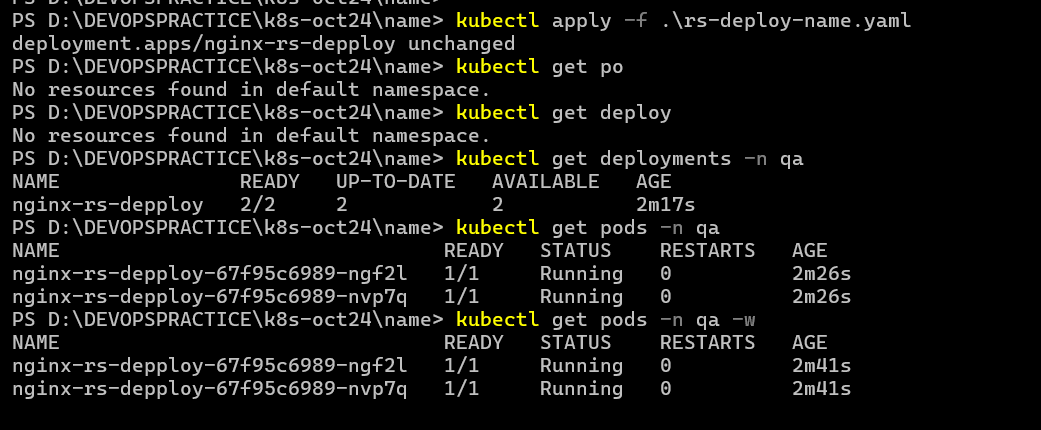 PS D:\DEVOPSPRACTICE\k8s-oct24\name> kubectl apply -f .\rs-deploy-name.yaml
deployment.apps/nginx-rs-depploy unchanged
PS D:\DEVOPSPRACTICE\k8s-oct24\name> kubectl get po
No resources found in default namespace.
PS D:\DEVOPSPRACTICE\k8s-oct24\name> kubectl get deploy
No resources found in default namespace.
PS D:\DEVOPSPRACTICE\k8s-oct24\name> kubectl get deployments -n qa
NAME READY UP-TO-DATE AVAILABLE AGE
nginx-rs-depploy 2/2 2 2 2m17s
PS D:\DEVOPSPRACTICE\k8s-oct24\name> kubectl get pods -n qa
NAME READY STATUS RESTARTS AGE
nginx-rs-depploy-67f95c6989-ngf2l 1/1 Running 0 2m26s
nginx-rs-depploy-67f95c6989-nvp7q 1/1 Running 0 2m26s
PS D:\DEVOPSPRACTICE\k8s-oct24\name> kubectl get pods -n qa -w
NAME READY STATUS RESTARTS AGE
nginx-rs-depploy-67f95c6989-ngf2l 1/1 Running 0 2m41s
nginx-rs-depploy-67f95c6989-nvp7q 1/1 Running 0 2m41s